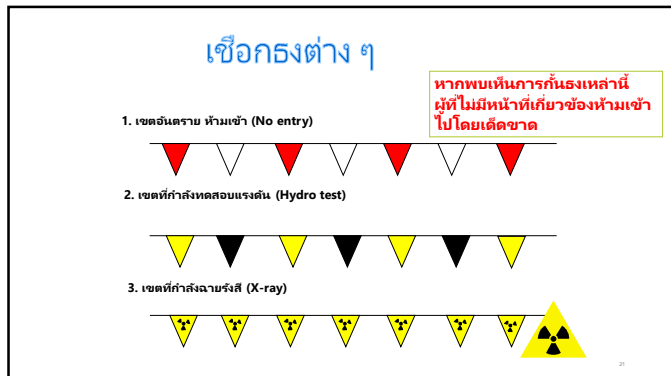 เชือกธงต่าง ๆ
หากพบเห็นการกั้นธงเหล่านี้
ผู้ที่ไม่มีหน้าที่เกี่ยวข้องห้ามเข้า
ไปโดยเด็ดขาด
1. เขตอันตราย ห้ามเข้า (No entry)
2. เขตที่กำลังทดสอบแรงดัน (Hydro test)
3. เขตที่กำลังฉายรังสี (X-ray)
21